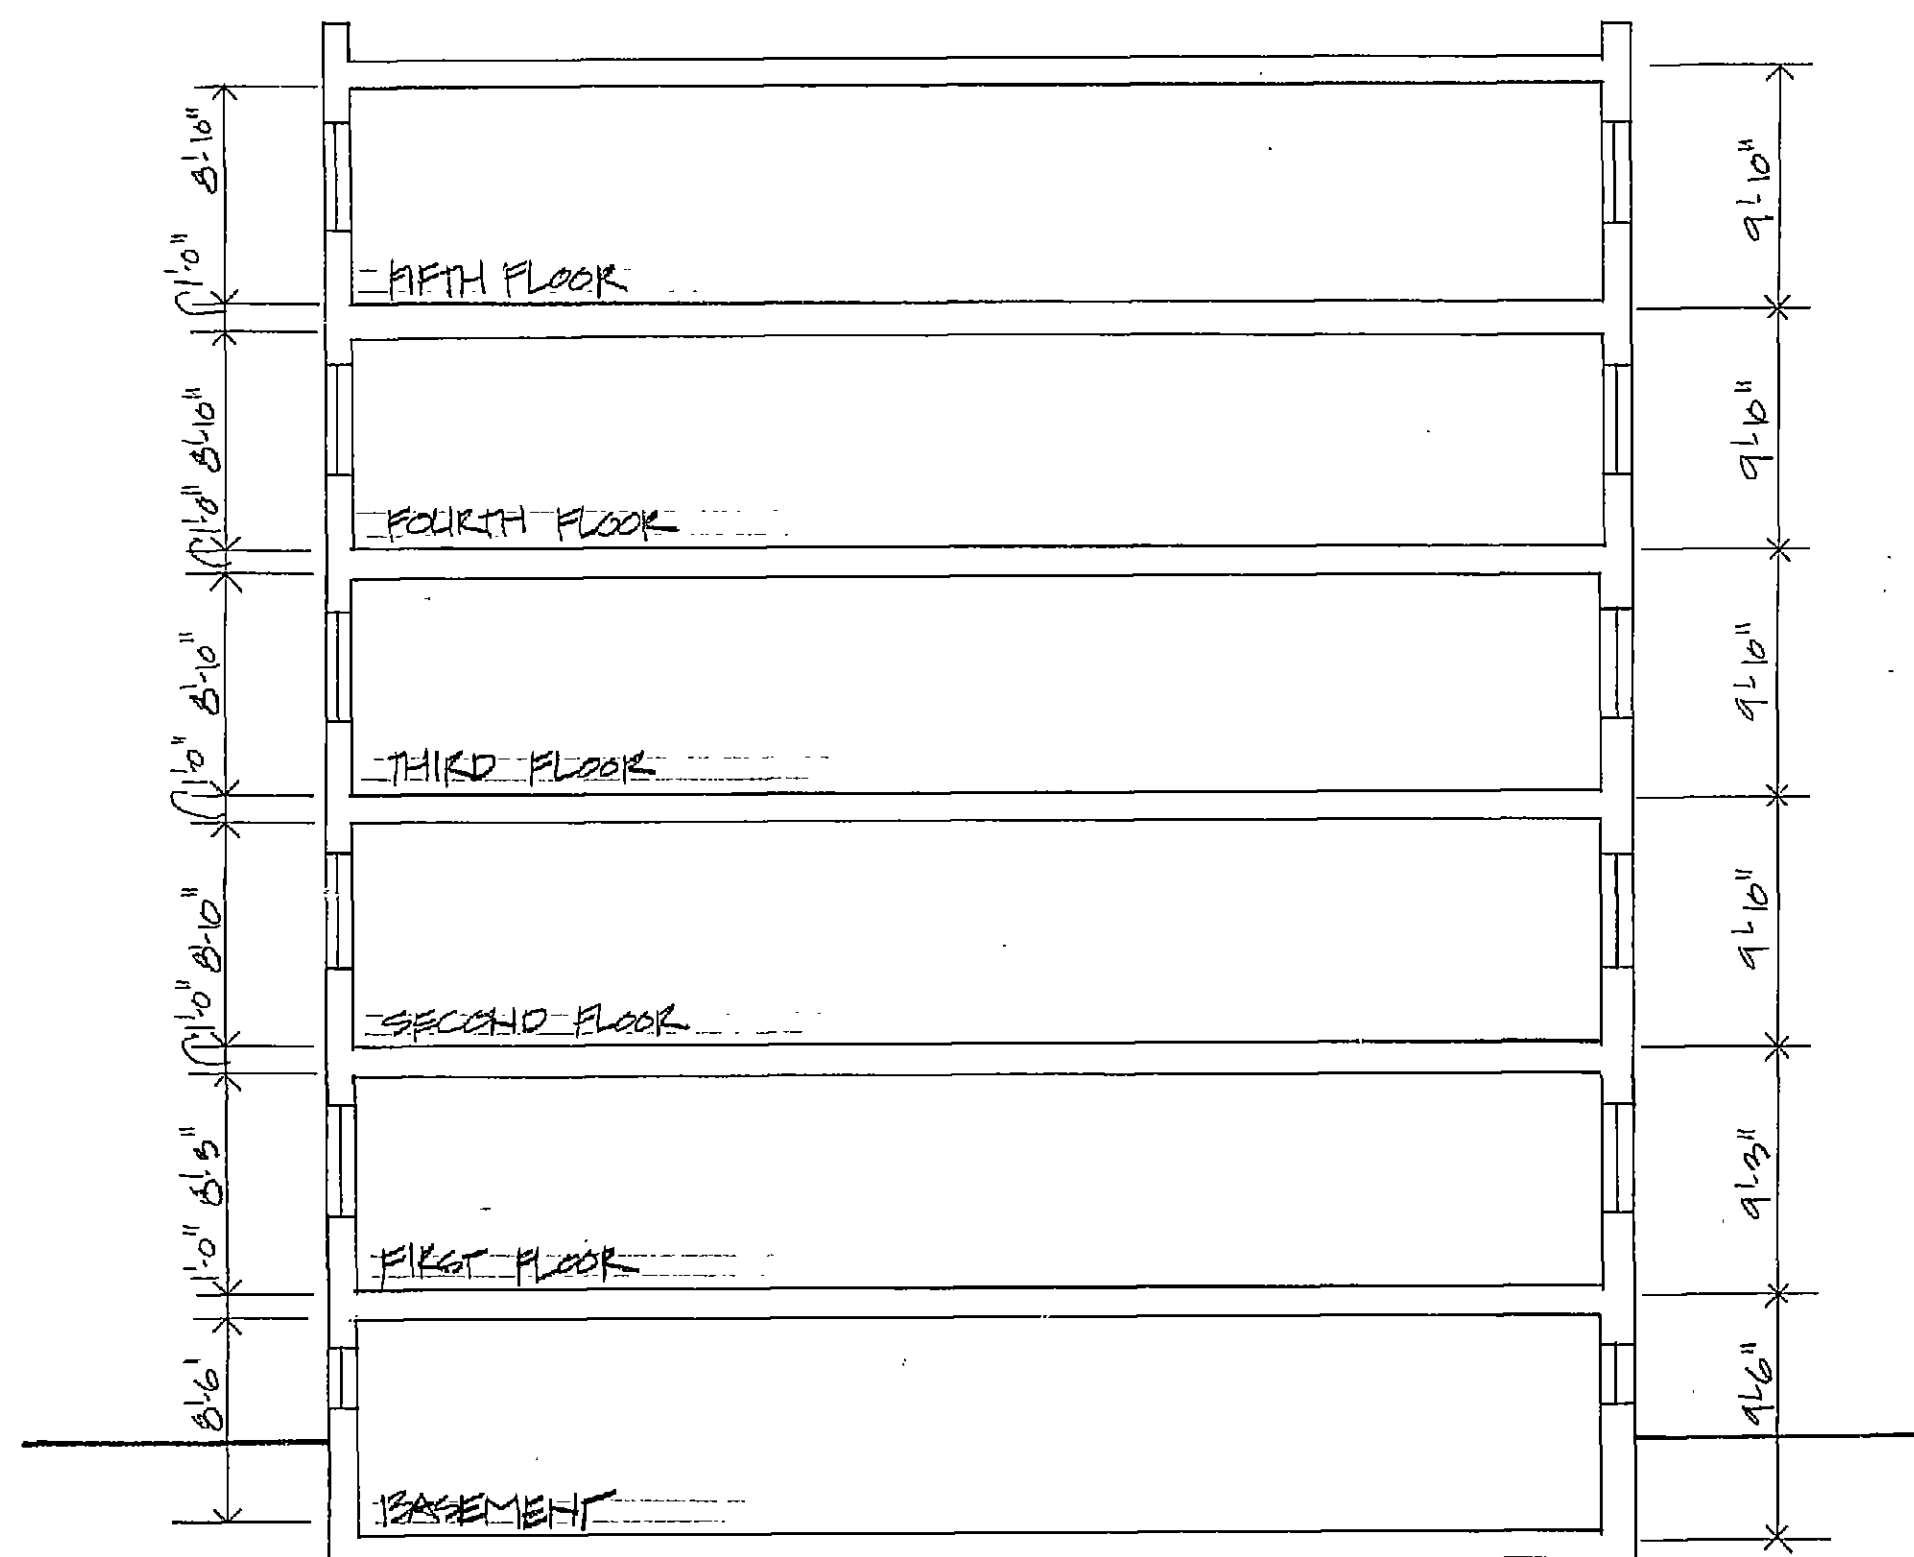 8'-10"
9'-10"
1'-0"
FIFTH FLOOR
8'-10"
9'-10"
1'-0"
FOURTH FLOOR
8'-10"
9'-10"
1'-0"
THIRD FLOOR
8'-10"
9'-10"
1'-0"
SECOND FLOOR
8'-3"
9'-3"
1'-0"
FIRST FLOOR
8'-6'
9'-6"
BASEMENT